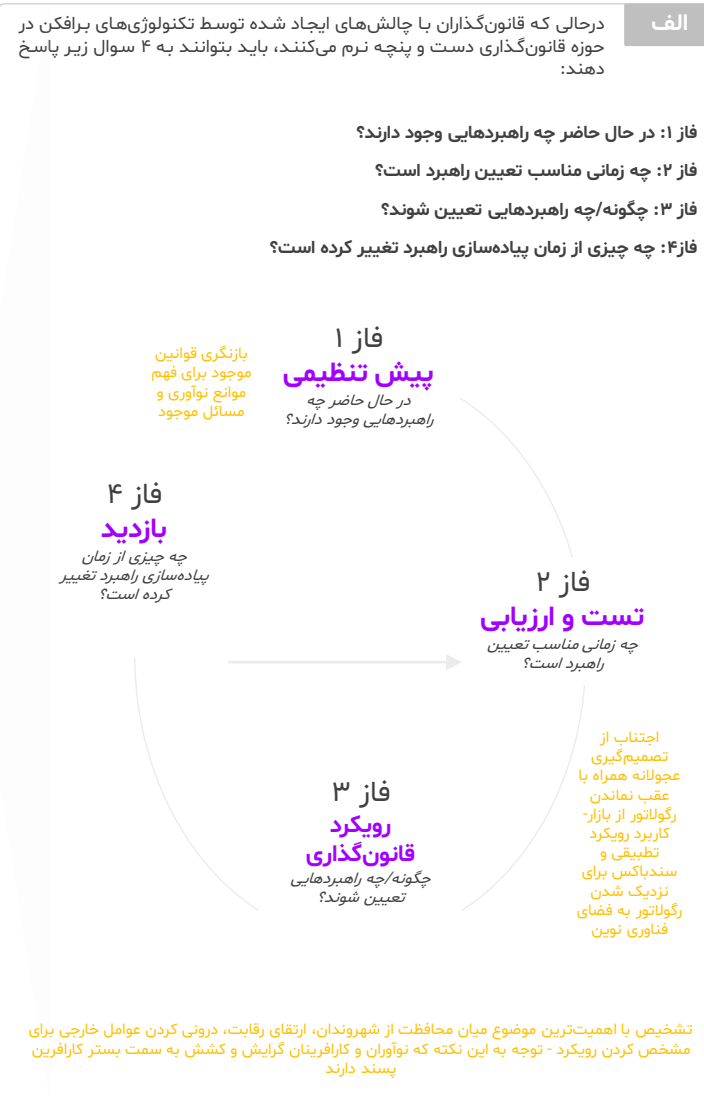 الف
درحالی که قانون‌گذاران با چالش‌های ایجاد شده توسط تکنولوژی‌های برافکن در
حوزه قانون‌گذاری دست و پنچه نرم می‌کنند، باید بتوانند به ۴ سوال زیر پاسخ
دهند:
فاز ۱: در حال حاضر چه راهبردهایی وجود دارند؟
فاز ۲: چه زمانی مناسب تعیین راهبرد است؟
فاز ۳: چگونه/چه راهبردهایی تعیین شوند؟
فاز۴: چه چیزی از زمان پیاده‌سازی راهبرد تغییر کرده است؟
فاز ۱
پیش تنظیمی
در حال حاضر چه
راهبردهایی وجود دارند؟
بازنگری قوانین
موجود برای فهم
موانع نوآوری و
مسائل موجود
فاز ۲
تست و ارزیابی
چه زمانی مناسب تعیین
راهبرد است؟
اجتناب از
تصمیم‌گیری
عجولانه همراه با
عقب نماندن
رگولاتور از بازار-
کاربرد رویکرد
تطبیقی و
سندباکس برای
نزدیک شدن
رگولاتور به فضای
فناوری نوین
فاز ۳
رویکرد
قانون‌گذاری
چگونه/چه راهبردهایی
تعیین شوند؟
تشخیص با اهمیت‌ترین موضوع میان محافظت از شهروندان، ارتقای رقابت، درونی کردن عوامل خارجی برای
مشخص کردن رویکرد - توجه به این نکته که نوآوران و کارافرینان گرایش و کشش به سمت بستر کارافرین
پسند دارند
فاز ۴
بازدید
چه چیزی از زمان
پیاده‌سازی راهبرد تغییر
کرده است؟